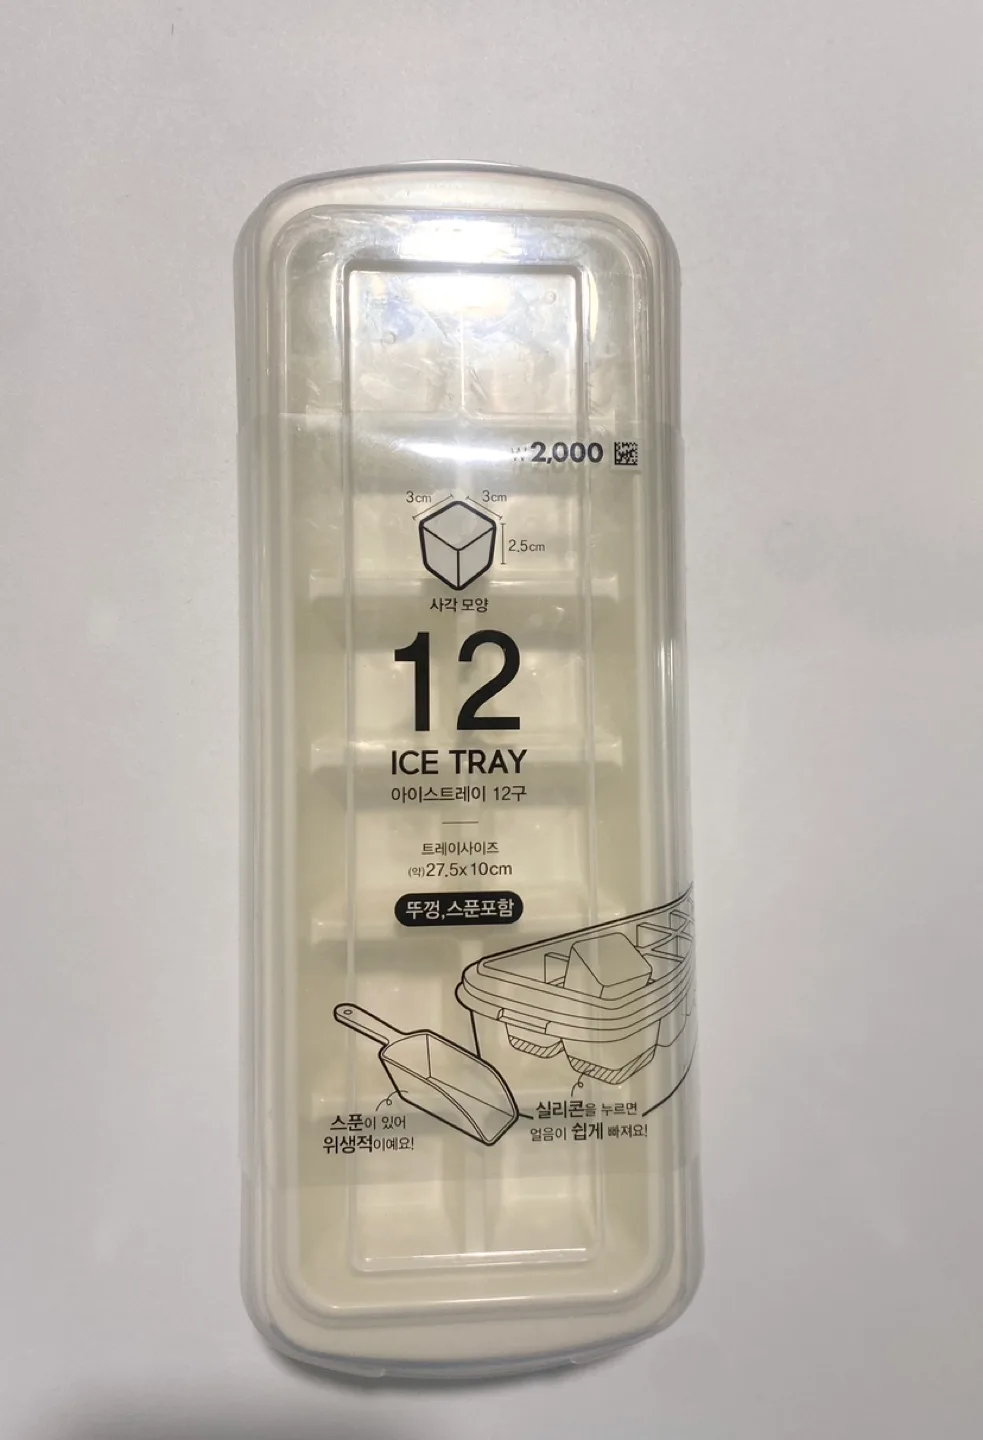 ₩2,000
3cm 3cm
2.5cm
사각 모양
12
ICE TRAY
아이스트레이 12구
트레이사이즈
(약)27.5x10cm
뚜껑,스푼포함
스푼이 있어
위생적이예요!
실리콘을 누르면
얼음이 쉽게 빠져요!